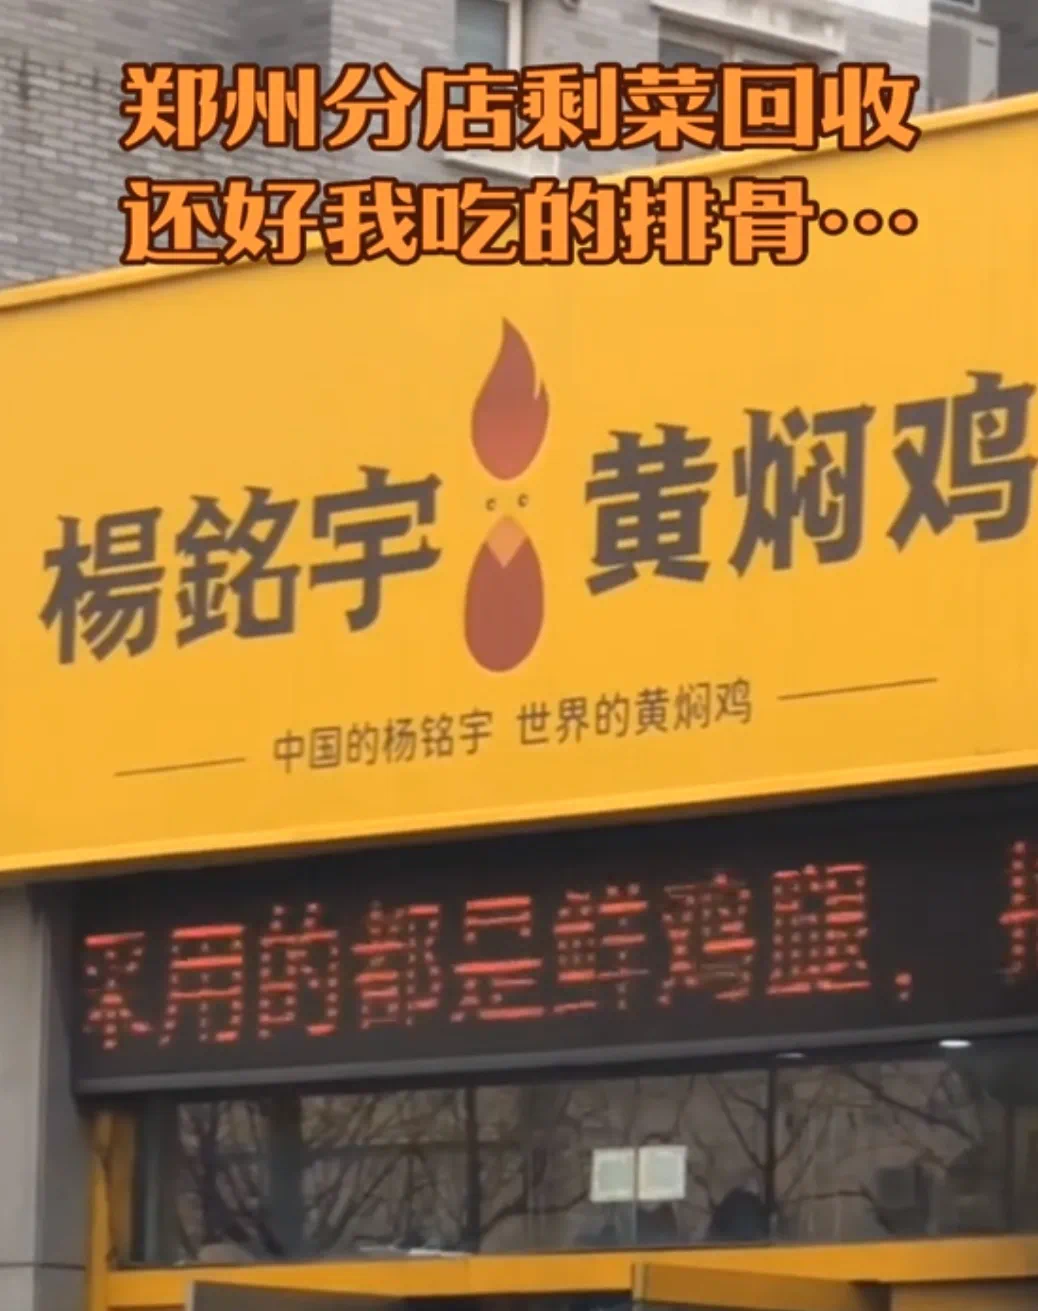 郑州分店剩菜回收
还好我吃的排骨…
楊銘宇 黄焖鸡
中国的杨铭宇 世界的黄焖鸡
采用的都是鲜鸡腿，